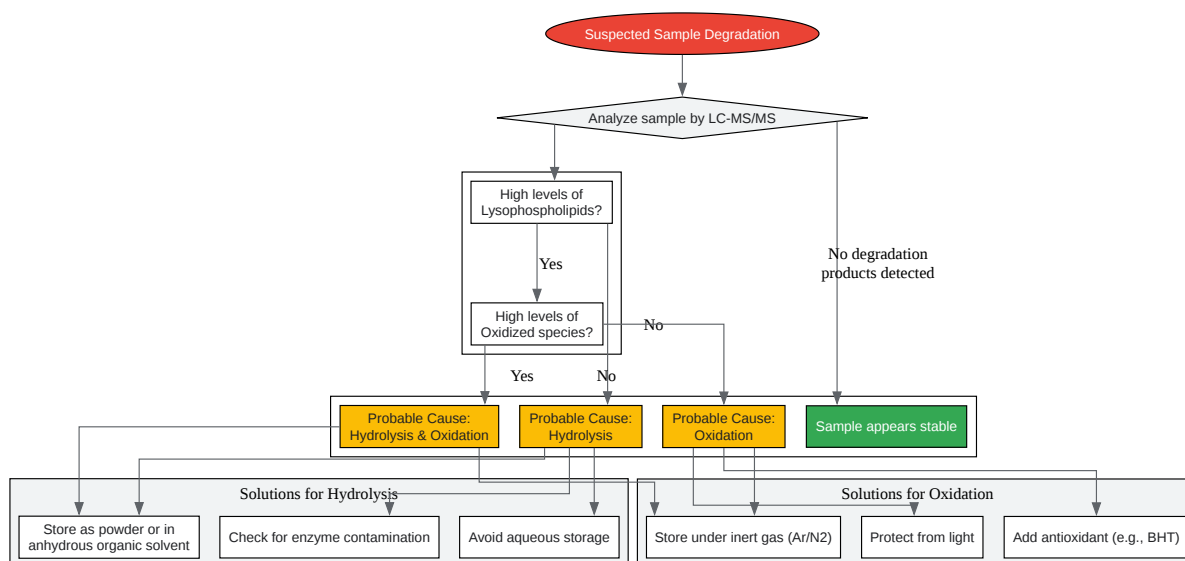 Suspected Sample Degradation
Analyze sample by LC-MS/MS
High levels of
Lysophospholipids?
No degradation
products detected
Yes
High levels of
Oxidized species?
No
Yes
No
Probable Cause:
Hydrolysis & Oxidation
Probable Cause:
Hydrolysis
Probable Cause:
Oxidation
Sample appears stable
Solutions for Hydrolysis
Solutions for Oxidation
Store as powder or in
anhydrous organic solvent
Check for enzyme contamination
Avoid aqueous storage
Store under inert gas (Ar/N2)
Protect from light
Add antioxidant (e.g., BHT)